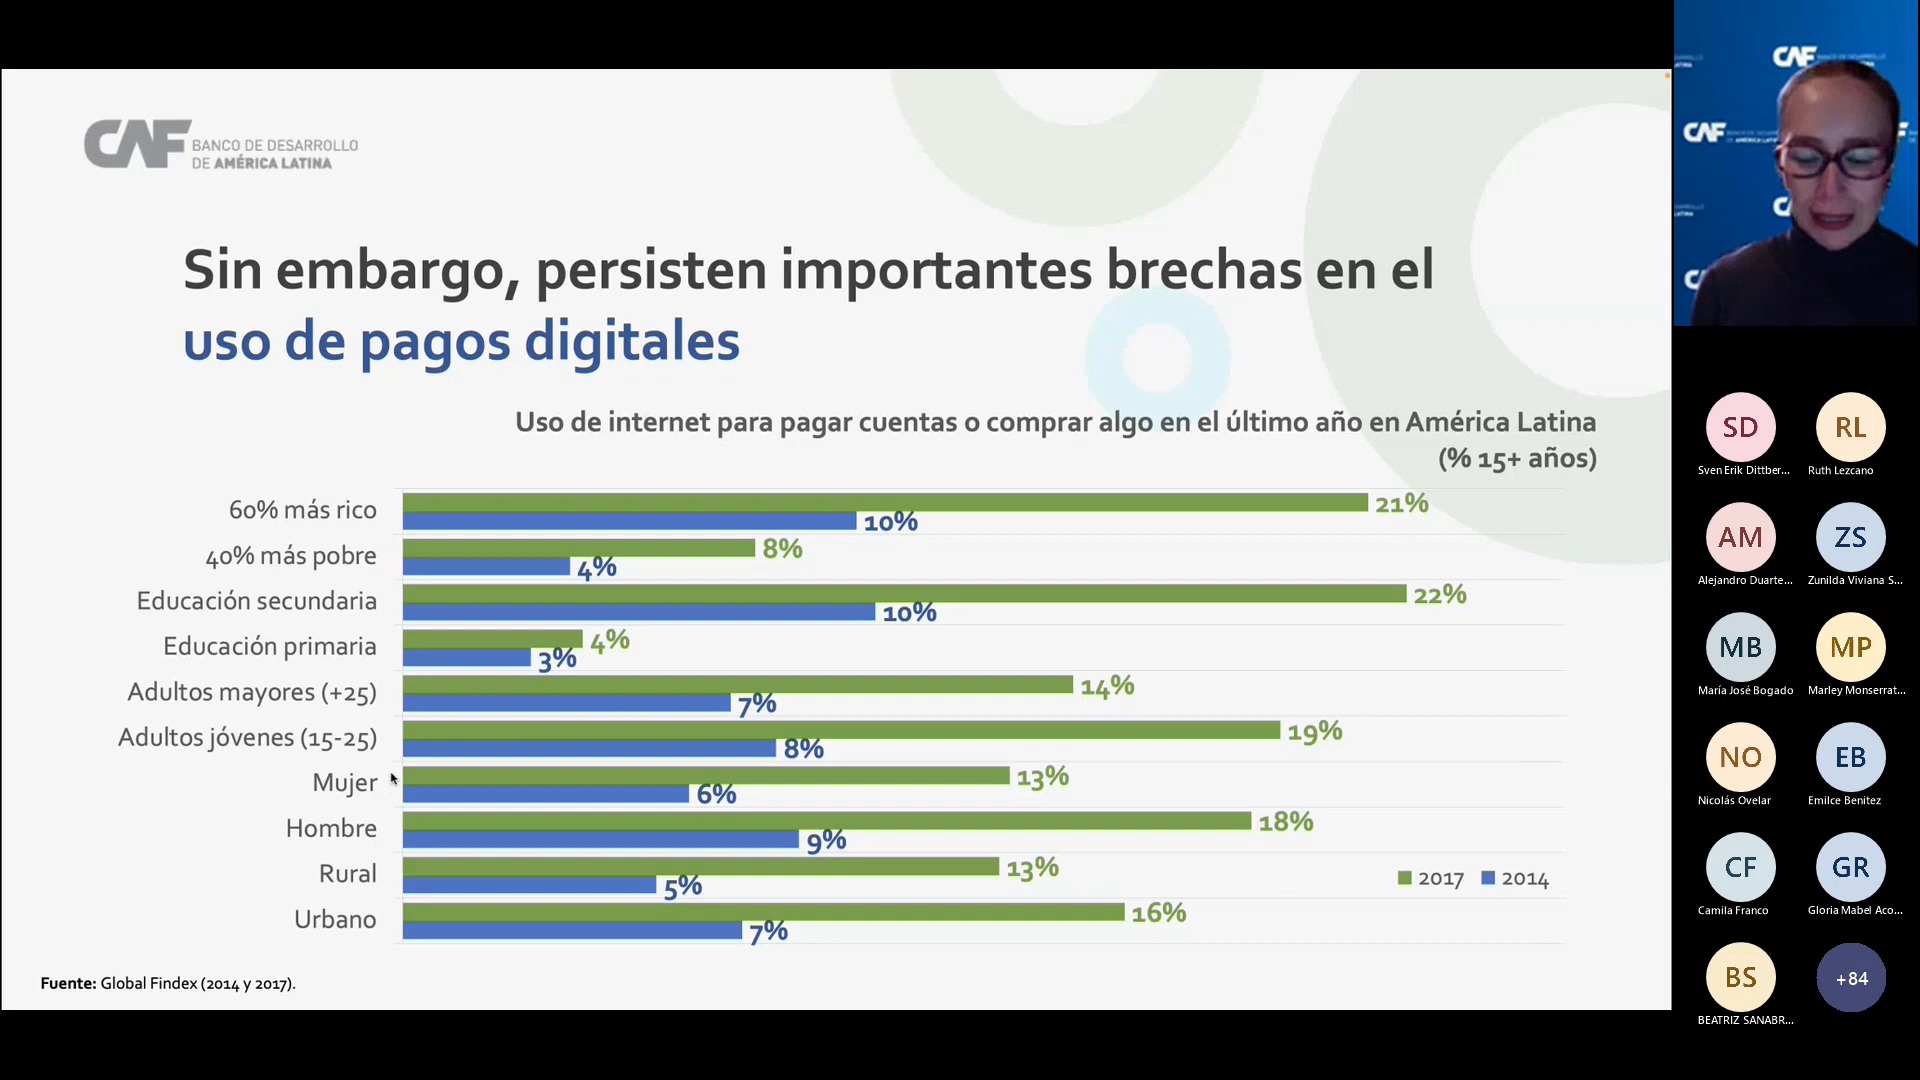 CAF BANCO DE DESARROLLO
DE AMÉRICA LATINA
Sin embargo, persisten importantes brechas en el
uso de pagos digitales
Uso de internet para pagar cuentas o comprar algo en el último año en América Latina
(% 15+ años)
60% más rico
21%
10%
40% más pobre
8%
4%
Educación secundaria
22%
10%
Educación primaria
4%
3%
Adultos mayores (+25)
14%
7%
Adultos jóvenes (15-25)
19%
8%
Mujer
13%
6%
Hombre
18%
9%
Rural
13%
5%
Urbano
16%
7%
2017 2014
Fuente: Global Findex (2014 y 2017).
CAF
CAF
SD
Sven Erik Dittber...
RL
Ruth Lezcano
AM
Alejandro Duarte...
ZS
Zunilda Viviana S...
MB
María José Bogado
MP
Marley Monserrat...
NO
Nicolás Ovelar
EB
Emilce Benitez
CF
Camila Franco
GR
Gloria Mabel Aco...
BS
BEATRIZ SANABR...
+84